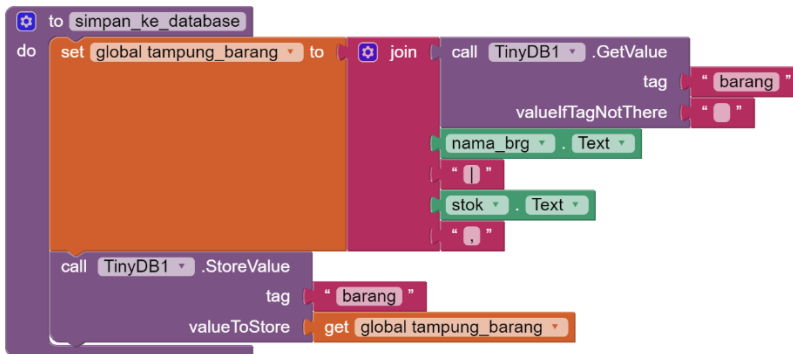 to simpan_ke_database
do set global tampung_barang to join call TinyDB1 .GetValue
tag " barang "
valueIfTagNotThere " "
nama_brg . Text
" | "
stok . Text
" , "
call TinyDB1 .StoreValue
tag " barang "
valueToStore get global tampung_barang